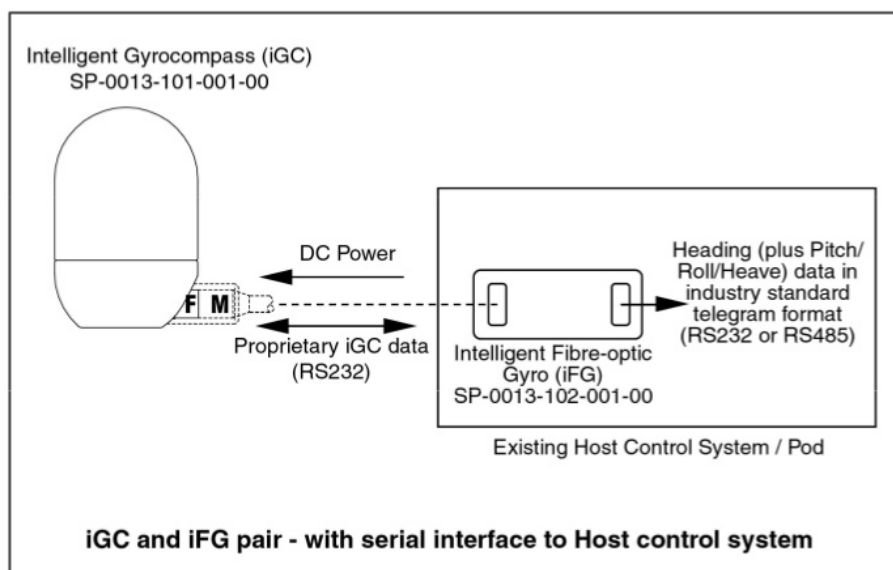 Intelligent Gyrocompass (iGC)
SP-0013-101-001-00
DC Power
F M
Proprietary iGC data
(RS232)
Heading (plus Pitch/
Roll/Heave) data in
industry standard
telegram format
(RS232 or RS485)
Intelligent Fibre-optic
Gyro (iFG)
SP-0013-102-001-00
Existing Host Control System / Pod
iGC and iFG pair - with serial interface to Host control system